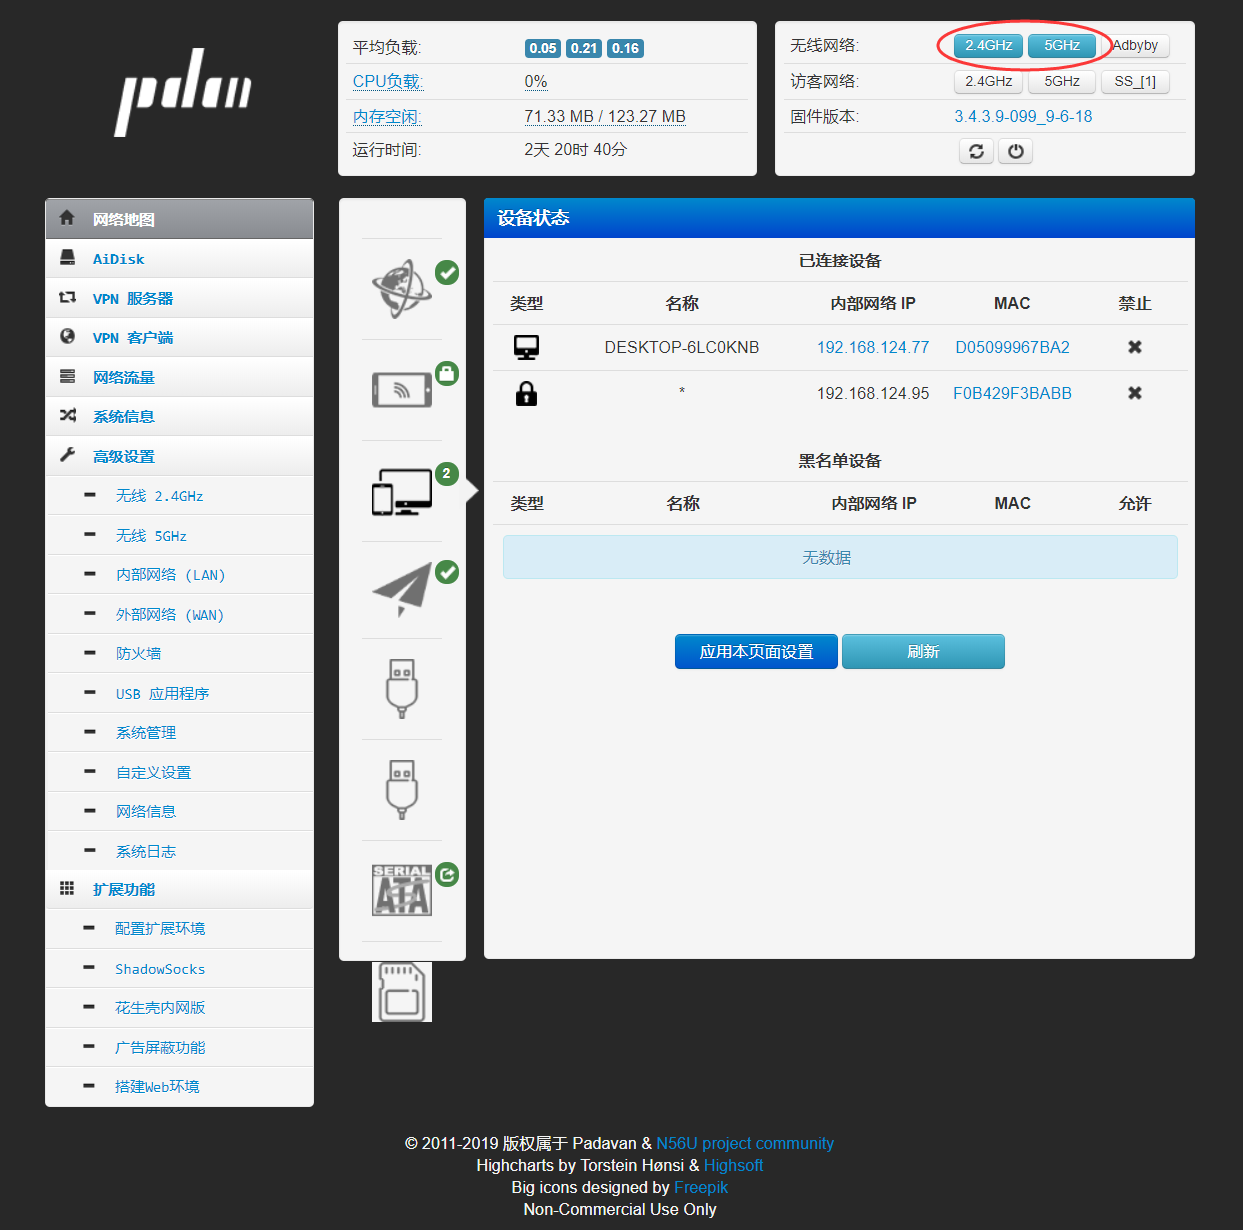 padavan
平均负载: 0.05 0.21 0.16
CPU负载: 0%
内存空闲: 71.33 MB / 123.27 MB
运行时间: 2天 20时 40分
无线网络: 2.4GHz 5GHz Adbyby
访客网络: 2.4GHz 5GHz SS_[1]
固件版本: 3.4.3.9-099_9-6-18
网络地图
AiDisk
VPN 服务器
VPN 客户端
网络流量
系统信息
高级设置
无线 2.4GHz
无线 5GHz
内部网络 (LAN)
外部网络 (WAN)
防火墙
USB 应用程序
系统管理
自定义设置
网络信息
系统日志
扩展功能
配置扩展环境
ShadowSocks
花生壳内网版
广告屏蔽功能
搭建Web环境
2
SERIAL
ATA
设备状态
已连接设备
类型 名称 内部网络 IP MAC 禁止
DESKTOP-6LC0KNB 192.168.124.77 D05099967BA2
* 192.168.124.95 F0B429F3BABB
黑名单设备
类型 名称 内部网络 IP MAC 允许
无数据
应用本页面设置 刷新
© 2011-2019 版权属于 Padavan & N56U project community
Highcharts by Torstein Hønsi & Highsoft
Big icons designed by Freepik
Non-Commercial Use Only